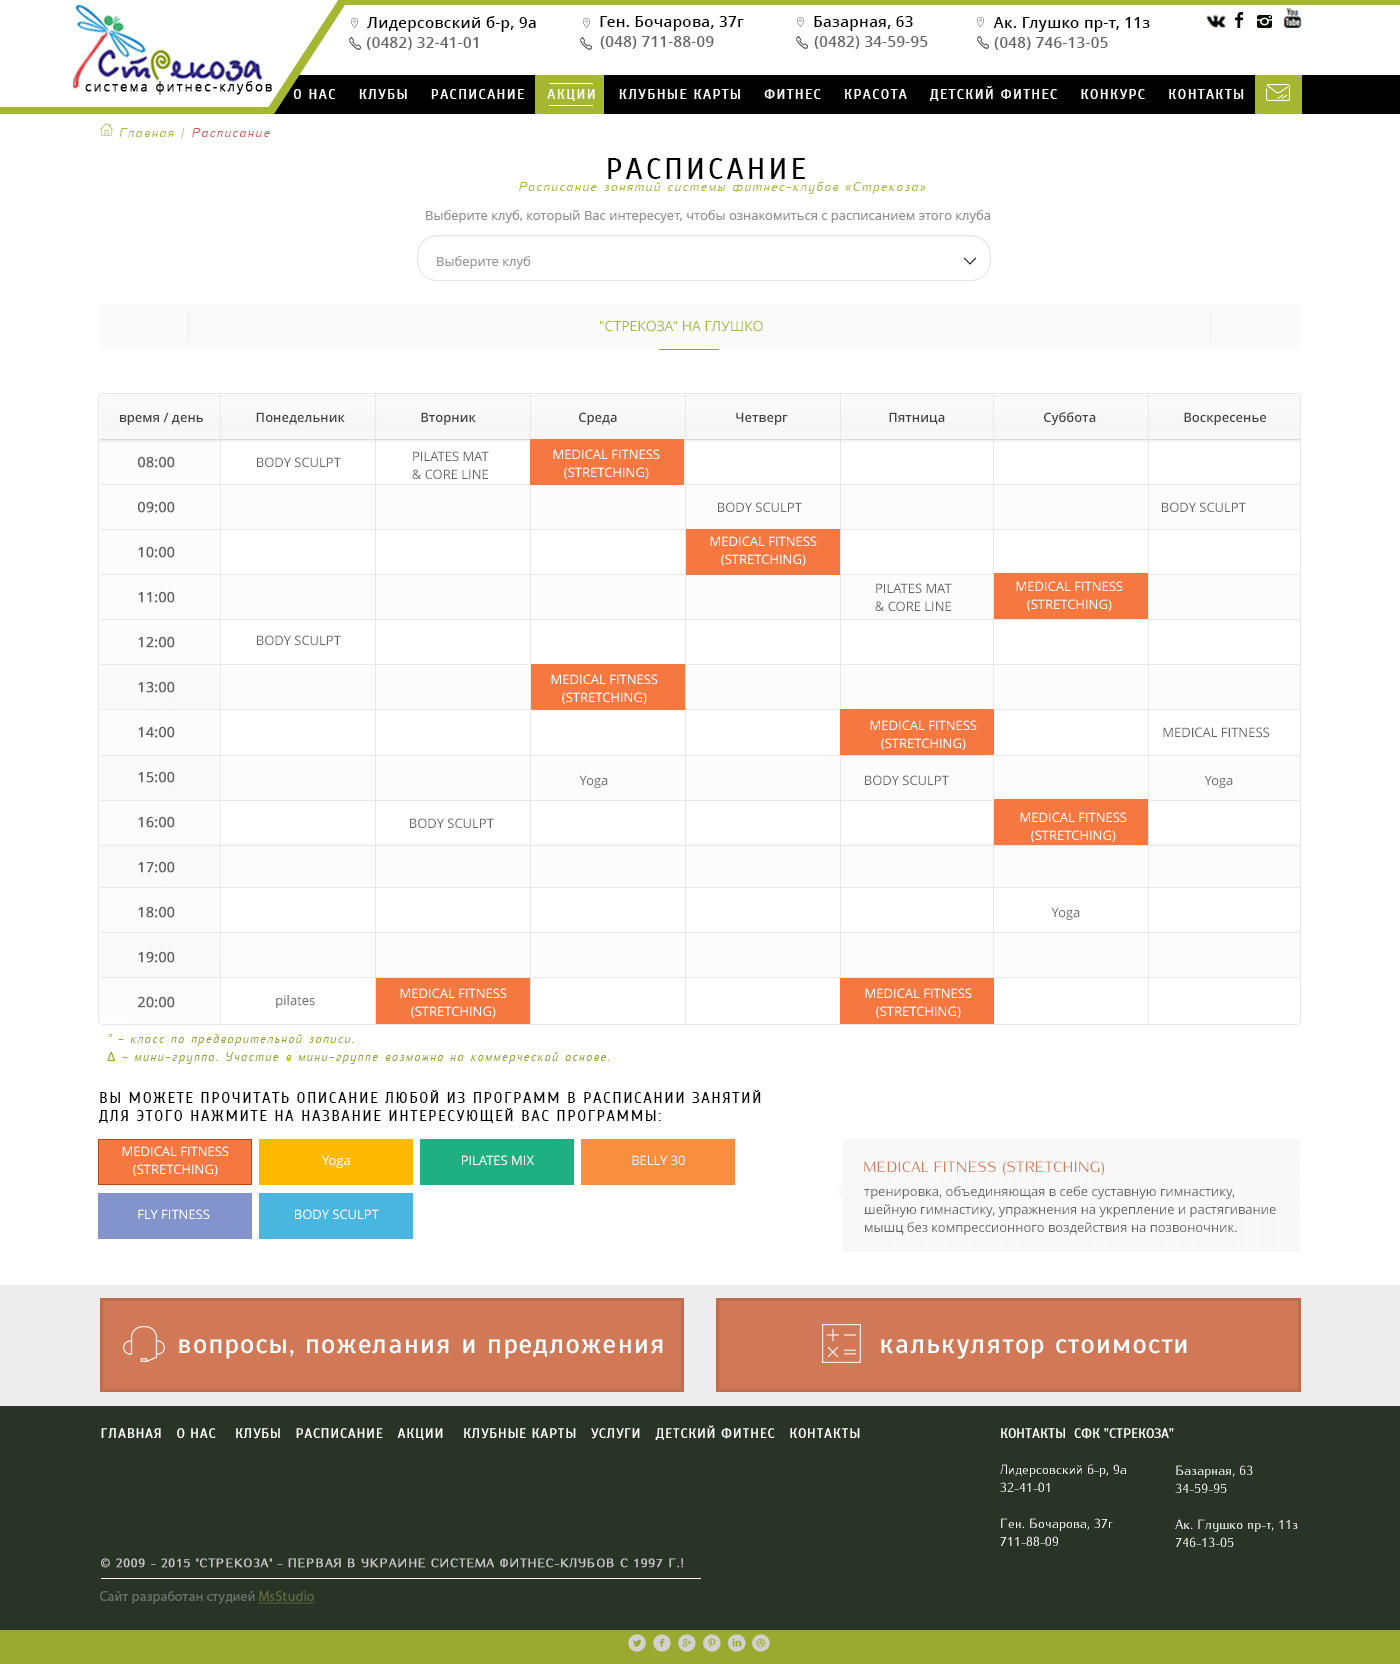 Стрекоза
система фитнес-клубов
Лидерсовский б-р, 9а
(0482) 32-41-01
Ген. Бочарова, 37г
(048) 711-88-09
Базарная, 63
(0482) 34-59-95
Ак. Глушко пр-т, 11з
(048) 746-13-05
You Tube
О НАС КЛУБЫ РАСПИСАНИЕ АКЦИИ КЛУБНЫЕ КАРТЫ ФИТНЕС КРАСОТА ДЕТСКИЙ ФИТНЕС КОНКУРС КОНТАКТЫ
Главная | Расписание
РАСПИСАНИЕ
Расписание занятий системы фитнес-клубов «Стрекоза»
Выберите клуб, который Вас интересует, чтобы ознакомиться с расписанием этого клуба
Выберите клуб
"СТРЕКОЗА" НА ГЛУШКО
время / день Понедельник Вторник Среда Четверг Пятница Суббота Воскресенье
08:00 BODY SCULPT
PILATES MAT
& CORE LINE
MEDICAL FITNESS
(STRETCHING)
09:00 BODY SCULPT BODY SCULPT
10:00
MEDICAL FITNESS
(STRETCHING)
11:00
PILATES MAT
& CORE LINE
MEDICAL FITNESS
(STRETCHING)
12:00 BODY SCULPT
13:00
MEDICAL FITNESS
(STRETCHING)
14:00
MEDICAL FITNESS
(STRETCHING)
MEDICAL FITNESS
15:00 Yoga BODY SCULPT Yoga
16:00 BODY SCULPT
MEDICAL FITNESS
(STRETCHING)
17:00
18:00 Yoga
19:00
20:00 pilates
MEDICAL FITNESS
(STRETCHING)
MEDICAL FITNESS
(STRETCHING)
* - класс по предварительной записи.
Δ - мини-группа. Участие в мини-группе возможно на коммерческой основе.
ВЫ МОЖЕТЕ ПРОЧИТАТЬ ОПИСАНИЕ ЛЮБОЙ ИЗ ПРОГРАММ В РАСПИСАНИИ ЗАНЯТИЙ
ДЛЯ ЭТОГО НАЖМИТЕ НА НАЗВАНИЕ ИНТЕРЕСУЮЩЕЙ ВАС ПРОГРАММЫ:
MEDICAL FITNESS
(STRETCHING)
Yoga
PILATES MIX
BELLY 30
FLY FITNESS
BODY SCULPT
MEDICAL FITNESS (STRETCHING)
тренировка, объединяющая в себе суставную гимнастику,
шейную гимнастику, упражнения на укрепление и растягивание
мышц без компрессионного воздействия на позвоночник.
вопросы, пожелания и предложения
калькулятор стоимости
ГЛАВНАЯ О НАС КЛУБЫ РАСПИСАНИЕ АКЦИИ КЛУБНЫЕ КАРТЫ УСЛУГИ ДЕТСКИЙ ФИТНЕС КОНТАКТЫ
КОНТАКТЫ СФК "СТРЕКОЗА"
Лидерсовский б-р, 9а
32-41-01
Базарная, 63
34-59-95
Ген. Бочарова, 37г
711-88-09
Ак. Глушко пр-т, 11з
746-13-05
© 2009 - 2015 "СТРЕКОЗА" - ПЕРВАЯ В УКРАИНЕ СИСТЕМА ФИТНЕС-КЛУБОВ С 1997 Г.!
Сайт разработан студией MsStudio